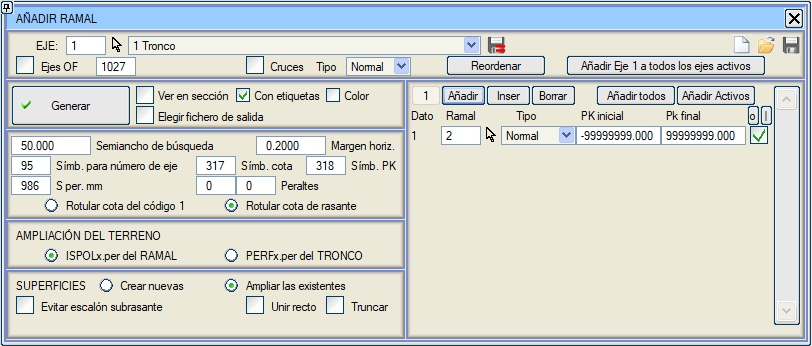 AÑADIR RAMAL
EJE: 1 1 Tronco
Ejes OF 1027 Cruces Tipo Normal Reordenar Añadir Eje 1 a todos los ejes activos
Generar Ver en sección Con etiquetas Color
Elegir fichero de salida
50.000 Semiancho de búsqueda 0.2000 Margen horiz.
95 Símb. para número de eje 317 Símb. cota 318 Símb. PK
986 S per. mm 0 0 Peraltes
Rotular cota del código 1 Rotular cota de rasante
AMPLIACIÓN DEL TERRENO
ISPOLx.per del RAMAL PERFx.per del TRONCO
SUPERFICIES Crear nuevas Ampliar las existentes
Evitar escalón subrasante Unir recto Truncar
1 Añadir Inser Borrar Añadir todos Añadir Activos
Dato Ramal Tipo PK inicial Pk final o |
1 2 Normal -99999999.000 99999999.000